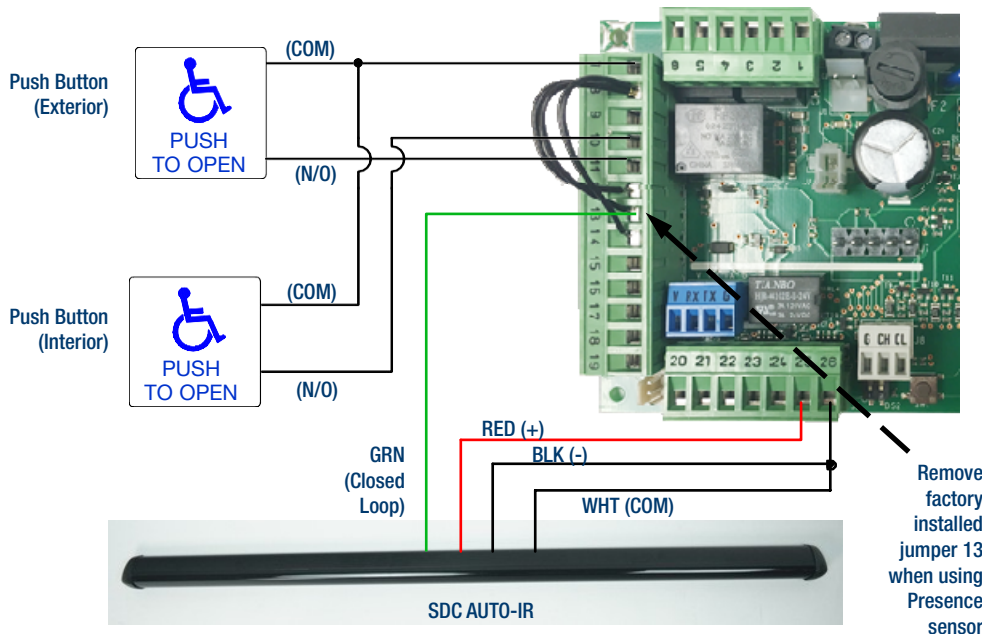 (COM)
Push Button
(Exterior)
PUSH
TO OPEN
(N/O)
(COM)
Push Button
(Interior)
PUSH
TO OPEN
(N/O)
6 5 4 3 2 1
8
9
10
11
13
14
15
17
18
19
F2
V RX TX G
TIANBO
G CH CL
J8
20 21 22 23 24 25 26
RED (+)
BLK (-)
GRN
(Closed
Loop)
WHT (COM)
Remove
factory
installed
jumper 13
when using
Presence
sensor
SDC AUTO-IR